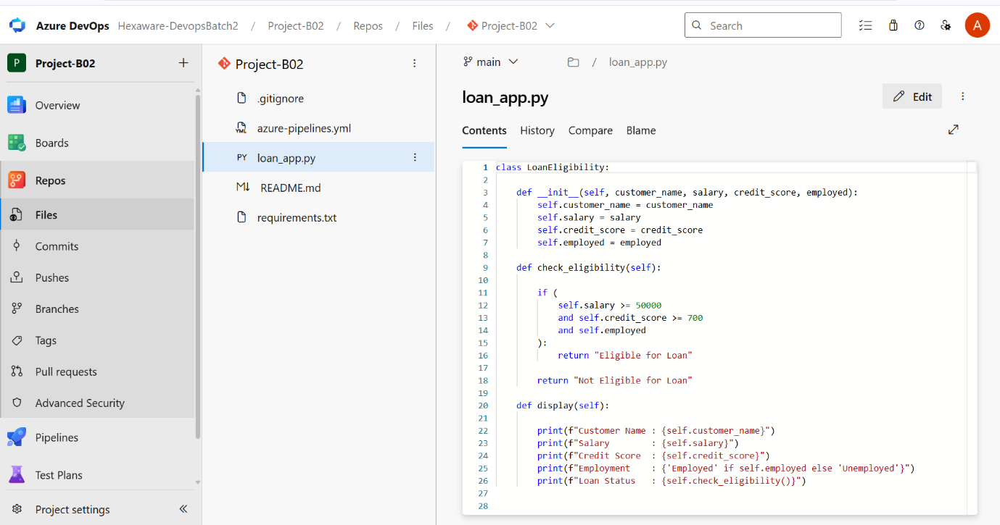 Azure DevOps Hexaware-DevopsBatch2 / Project-B02 / Repos / Files / Project-B02 Search A
P Project-B02 +
Overview
Boards
Repos
Files
Commits
Pushes
Branches
Tags
Pull requests
Advanced Security
Pipelines
Test Plans
Project settings
Project-B02
.gitignore
YML azure-pipelines.yml
PY loan_app.py
M↓ README.md
requirements.txt
main / loan_app.py
loan_app.py Edit
Contents History Compare Blame
1 class LoanEligibility:
2
3     def __init__(self, customer_name, salary, credit_score, employed):
4         self.customer_name = customer_name
5         self.salary = salary
6         self.credit_score = credit_score
7         self.employed = employed
8
9     def check_eligibility(self):
10
11         if (
12             self.salary >= 50000
13             and self.credit_score >= 700
14             and self.employed
15         ):
16             return "Eligible for Loan"
17
18         return "Not Eligible for Loan"
19
20     def display(self):
21
22         print(f"Customer Name : {self.customer_name}")
23         print(f"Salary        : {self.salary}")
24         print(f"Credit Score  : {self.credit_score}")
25         print(f"Employment    : {'Employed' if self.employed else 'Unemployed'}")
26         print(f"Loan Status   : {self.check_eligibility()}")
27
28